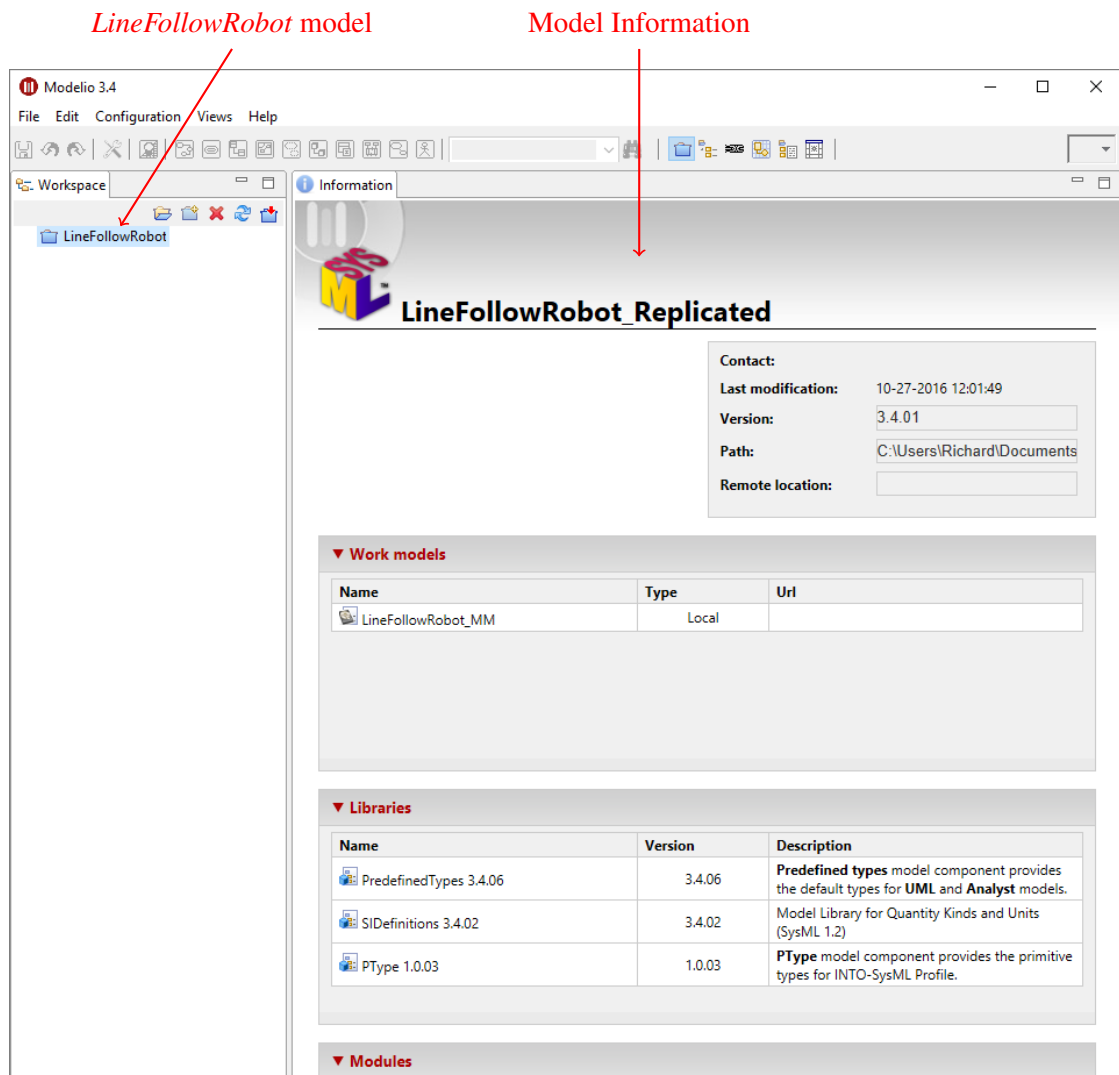 LineFollowRobot model Model Information
Modelio 3.4
File Edit Configuration Views Help
Workspace
Information
LineFollowRobot
SYS
ML™
LineFollowRobot_Replicated
Contact:
Last modification: 10-27-2016 12:01:49
Version: 3.4.01
Path: C:\Users\Richard\Documents
Remote location:
Work models
Name Type Url
LineFollowRobot_MM Local
Libraries
Name Version Description
PredefinedTypes 3.4.06 3.4.06 Predefined types model component provides
the default types for UML and Analyst models.
SIDefinitions 3.4.02 3.4.02 Model Library for Quantity Kinds and Units
(SysML 1.2)
PType 1.0.03 1.0.03 PType model component provides the primitive
types for INTO-SysML Profile.
Modules